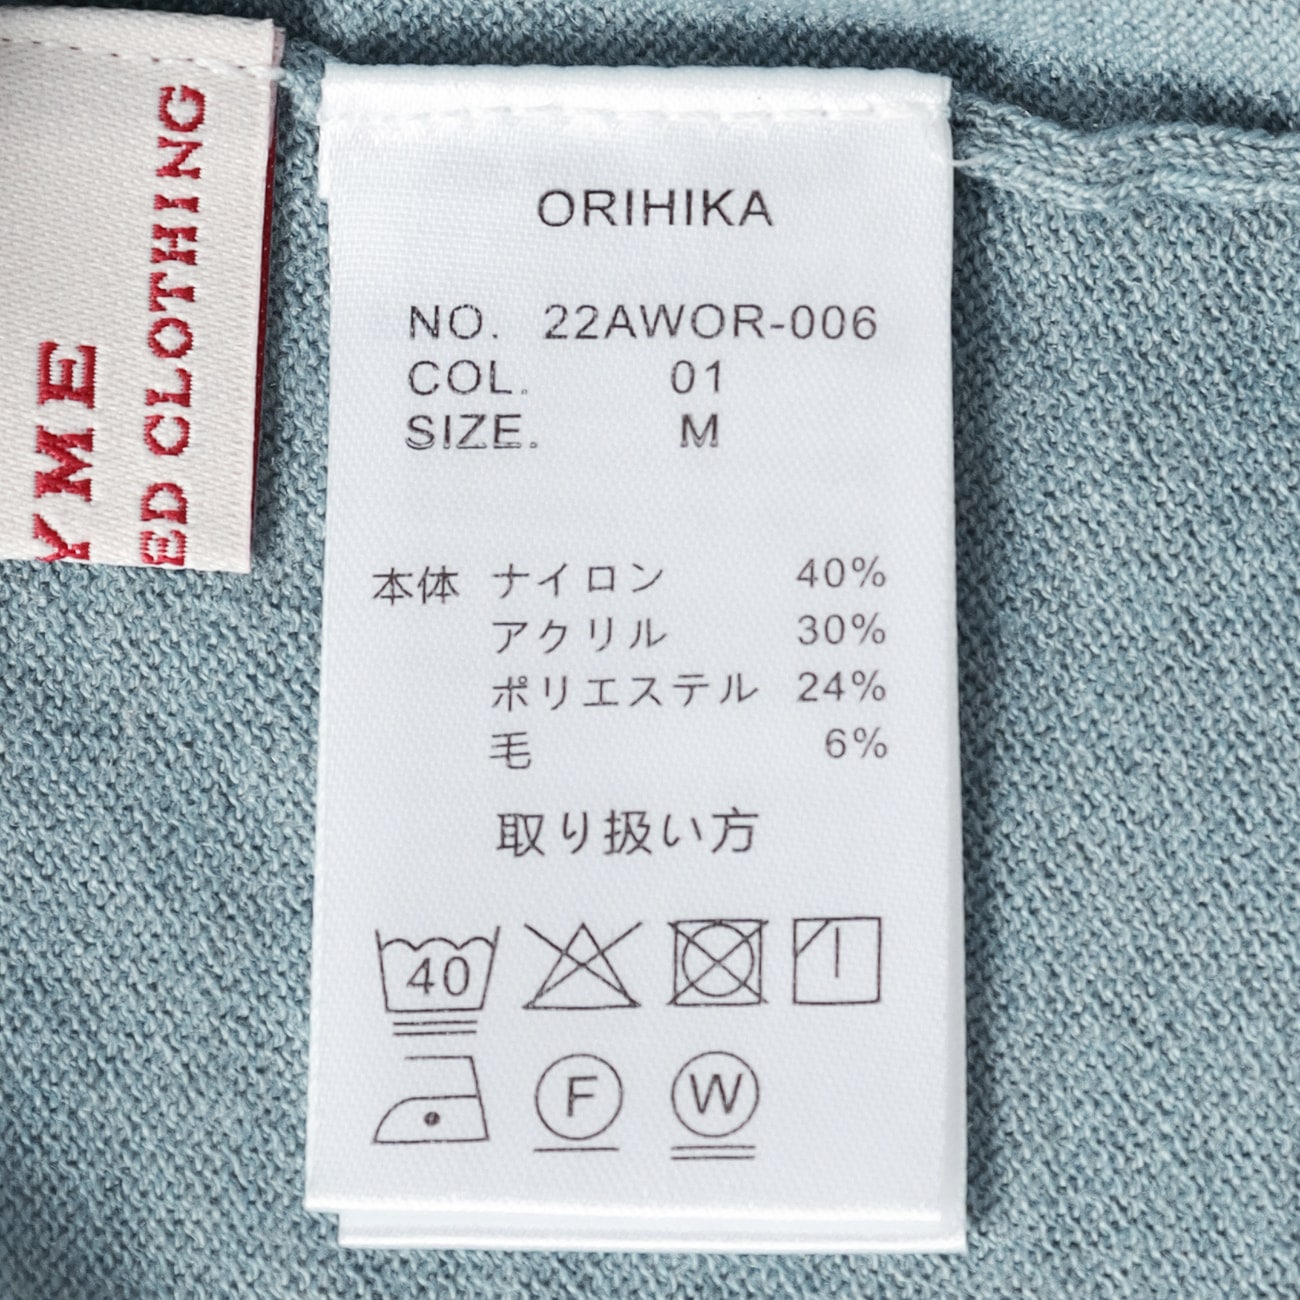 YME
ED CLOTHING
ORIHIKA
NO. 22AWOR-006
COL. 01
SIZE. M
本体 ナイロン 40%
アクリル 30%
ポリエステル 24%
毛 6%
取り扱い方
40
F W